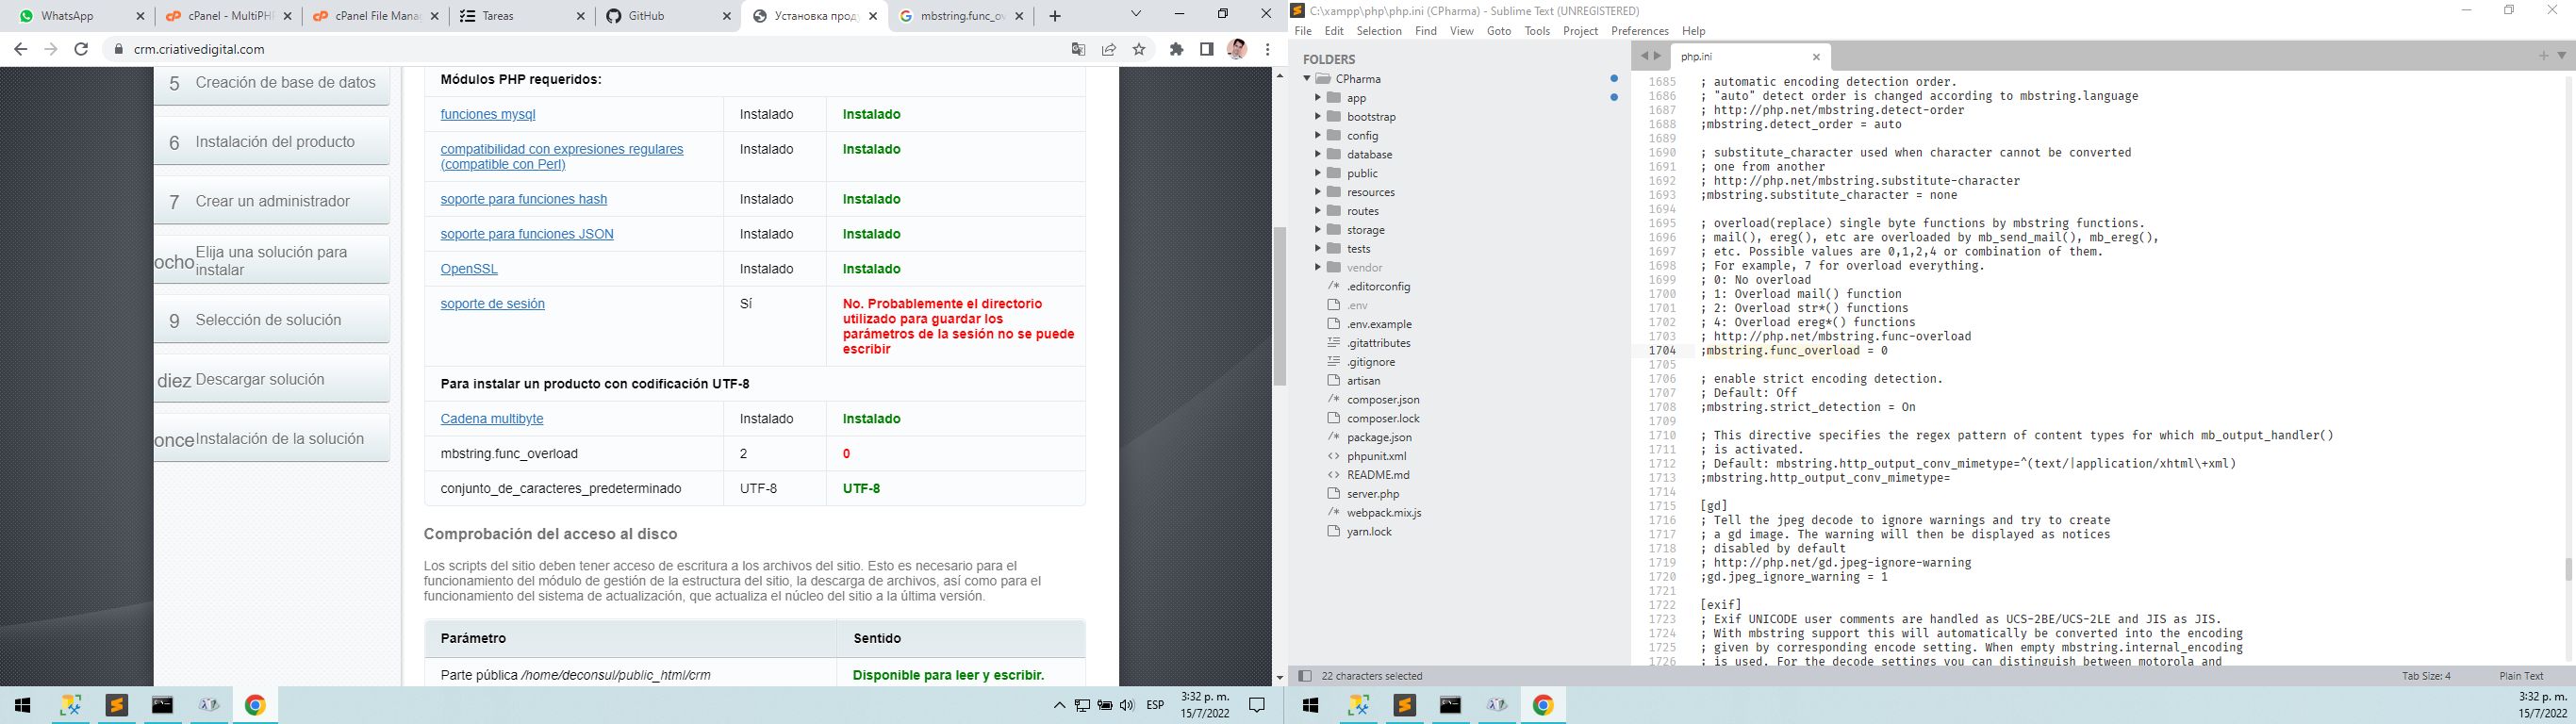 WhatsApp
cPanel - MultiPHP
cPanel File Mana
Tareas
GitHub
Установка прод
mbstring.func_ov
crm.criativedigital.com
5 Creación de base de datos
6 Instalación del producto
7 Crear un administrador
ocho Elija una solución para
instalar
9 Selección de solución
diez Descargar solución
once Instalación de la solución
Módulos PHP requeridos:
funciones mysql Instalado Instalado
compatibilidad con expresiones regulares
(compatible con Perl) Instalado Instalado
soporte para funciones hash Instalado Instalado
soporte para funciones JSON Instalado Instalado
OpenSSL Instalado Instalado
soporte de sesión Sí No. Probablemente el directorio
utilizado para guardar los
parámetros de la sesión no se puede
escribir
Para instalar un producto con codificación UTF-8
Cadena multibyte Instalado Instalado
mbstring.func_overload 2 0
conjunto_de_caracteres_predeterminado UTF-8 UTF-8
Comprobación del acceso al disco
Los scripts del sitio deben tener acceso de escritura a los archivos del sitio. Esto es necesario para el
funcionamiento del módulo de gestión de la estructura del sitio, la descarga de archivos, así como para el
funcionamiento del sistema de actualización, que actualiza el núcleo del sitio a la última versión.
Parámetro Sentido
Parte pública /home/deconsul/public_html/crm Disponible para leer y escribir.
ESP
3:32 p. m.
15/7/2022
C:\xampp\php\php.ini (CPharma) - Sublime Text (UNREGISTERED)
File Edit Selection Find View Goto Tools Project Preferences Help
FOLDERS
CPharma
app
bootstrap
config
database
public
resources
routes
storage
tests
vendor
/* .editorconfig
.env
.env.example
.gitattributes
.gitignore
artisan
/* composer.json
composer.lock
/* package.json
<> phpunit.xml
<> README.md
server.php
/* webpack.mix.js
yarn.lock
php.ini
1685 ; automatic encoding detection order.
1686 ; "auto" detect order is changed according to mbstring.language
1687 ; http://php.net/mbstring.detect-order
1688 ;mbstring.detect_order = auto
1689
1690 ; substitute_character used when character cannot be converted
1691 ; one from another
1692 ; http://php.net/mbstring.substitute-character
1693 ;mbstring.substitute_character = none
1694
1695 ; overload(replace) single byte functions by mbstring functions.
1696 ; mail(), ereg(), etc are overloaded by mb_send_mail(), mb_ereg(),
1697 ; etc. Possible values are 0,1,2,4 or combination of them.
1698 ; For example, 7 for overload everything.
1699 ; 0: No overload
1700 ; 1: Overload mail() function
1701 ; 2: Overload str*() functions
1702 ; 4: Overload ereg*() functions
1703 ; http://php.net/mbstring.func-overload
1704 ;mbstring.func_overload = 0
1705
1706 ; enable strict encoding detection.
1707 ; Default: Off
1708 ;mbstring.strict_detection = On
1709
1710 ; This directive specifies the regex pattern of content types for which mb_output_handler()
1711 ; is activated.
1712 ; Default: mbstring.http_output_conv_mimetype=^(text/|application/xhtml\+xml)
1713 ;mbstring.http_output_conv_mimetype=
1714
1715 [gd]
1716 ; Tell the jpeg decode to ignore warnings and try to create
1717 ; a gd image. The warning will then be displayed as notices
1718 ; disabled by default
1719 ; http://php.net/gd.jpeg-ignore-warning
1720 ;gd.jpeg_ignore_warning = 1
1721
1722 [exif]
1723 ; Exif UNICODE user comments are handled as UCS-2BE/UCS-2LE and JIS as JIS.
1724 ; With mbstring support this will automatically be converted into the encoding
1725 ; given by corresponding encode setting. When empty mbstring.internal_encoding
1726 ; is used. For the decode settings you can distinguish between motorola and
22 characters selected
Tab Size: 4
Plain Text
3:32 p. m.
15/7/2022